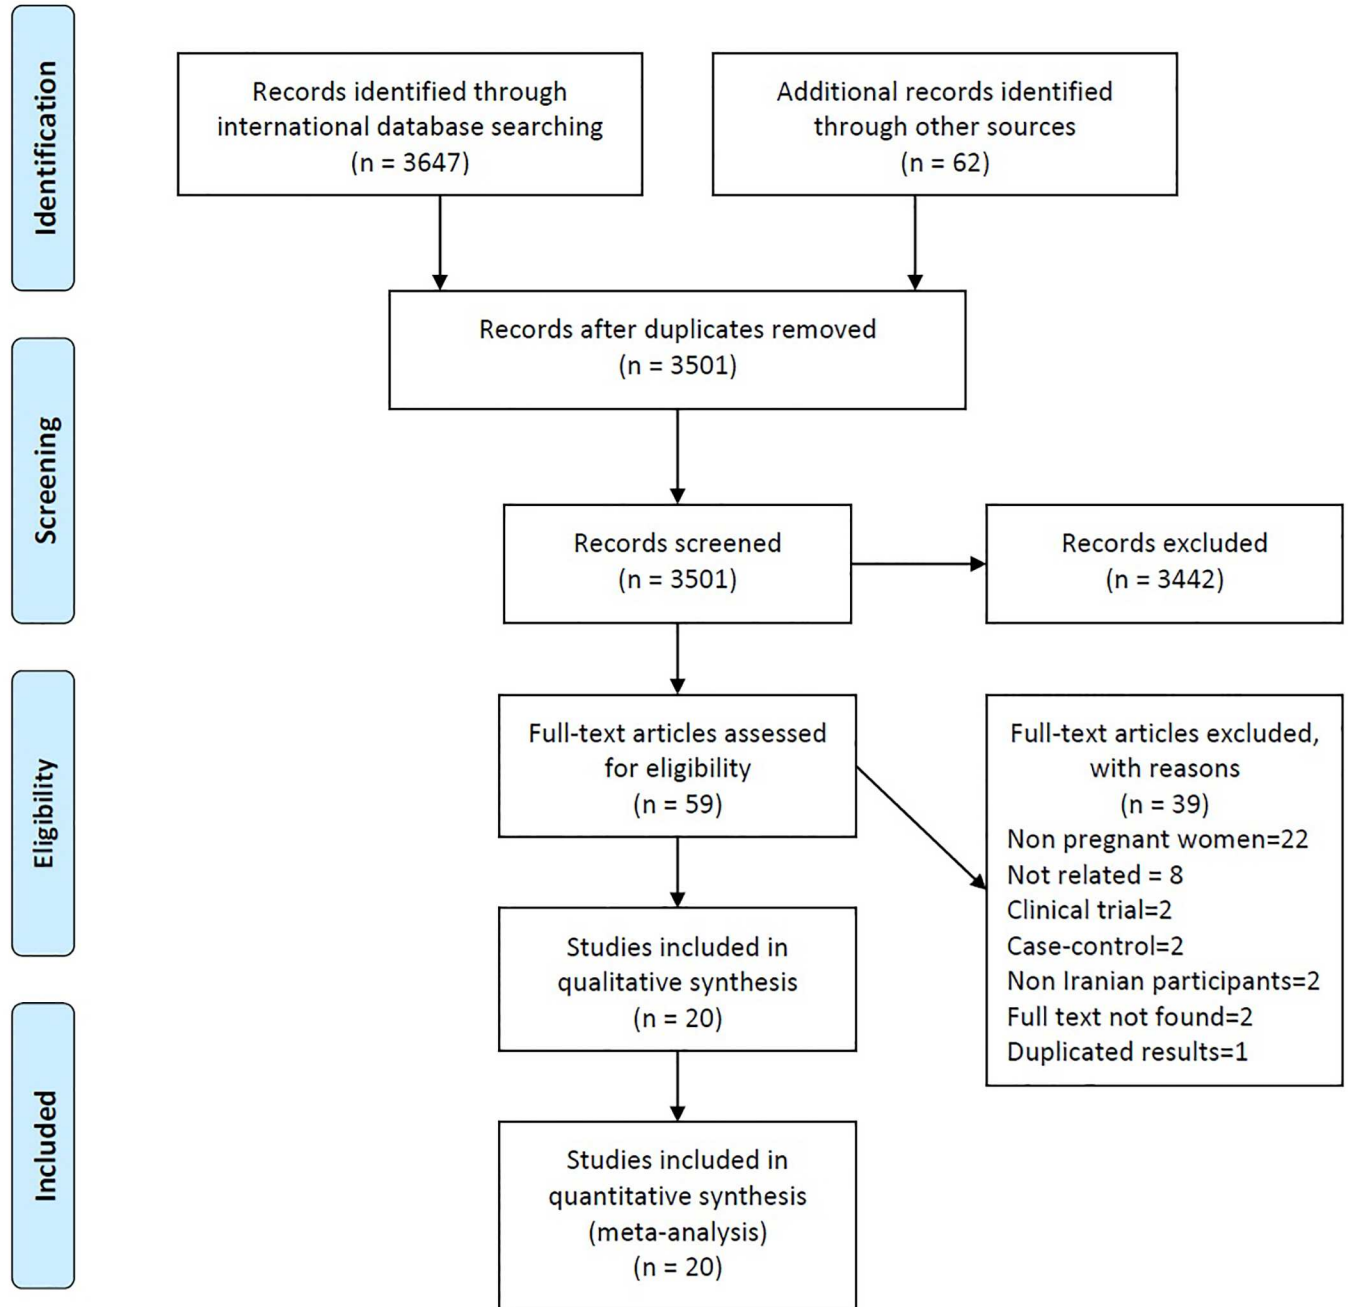 Identification
Records identified through
international database searching
(n = 3647)
Additional records identified
through other sources
(n = 62)
Records after duplicates removed
(n = 3501)
Screening
Records screened
(n = 3501)
Records excluded
(n = 3442)
Eligibility
Full-text articles assessed
for eligibility
(n = 59)
Full-text articles excluded,
with reasons
(n = 39)
Non pregnant women=22
Not related = 8
Clinical trial=2
Case-control=2
Non Iranian participants=2
Full text not found=2
Duplicated results=1
Studies included in
qualitative synthesis
(n = 20)
Included
Studies included in
quantitative synthesis
(meta-analysis)
(n = 20)